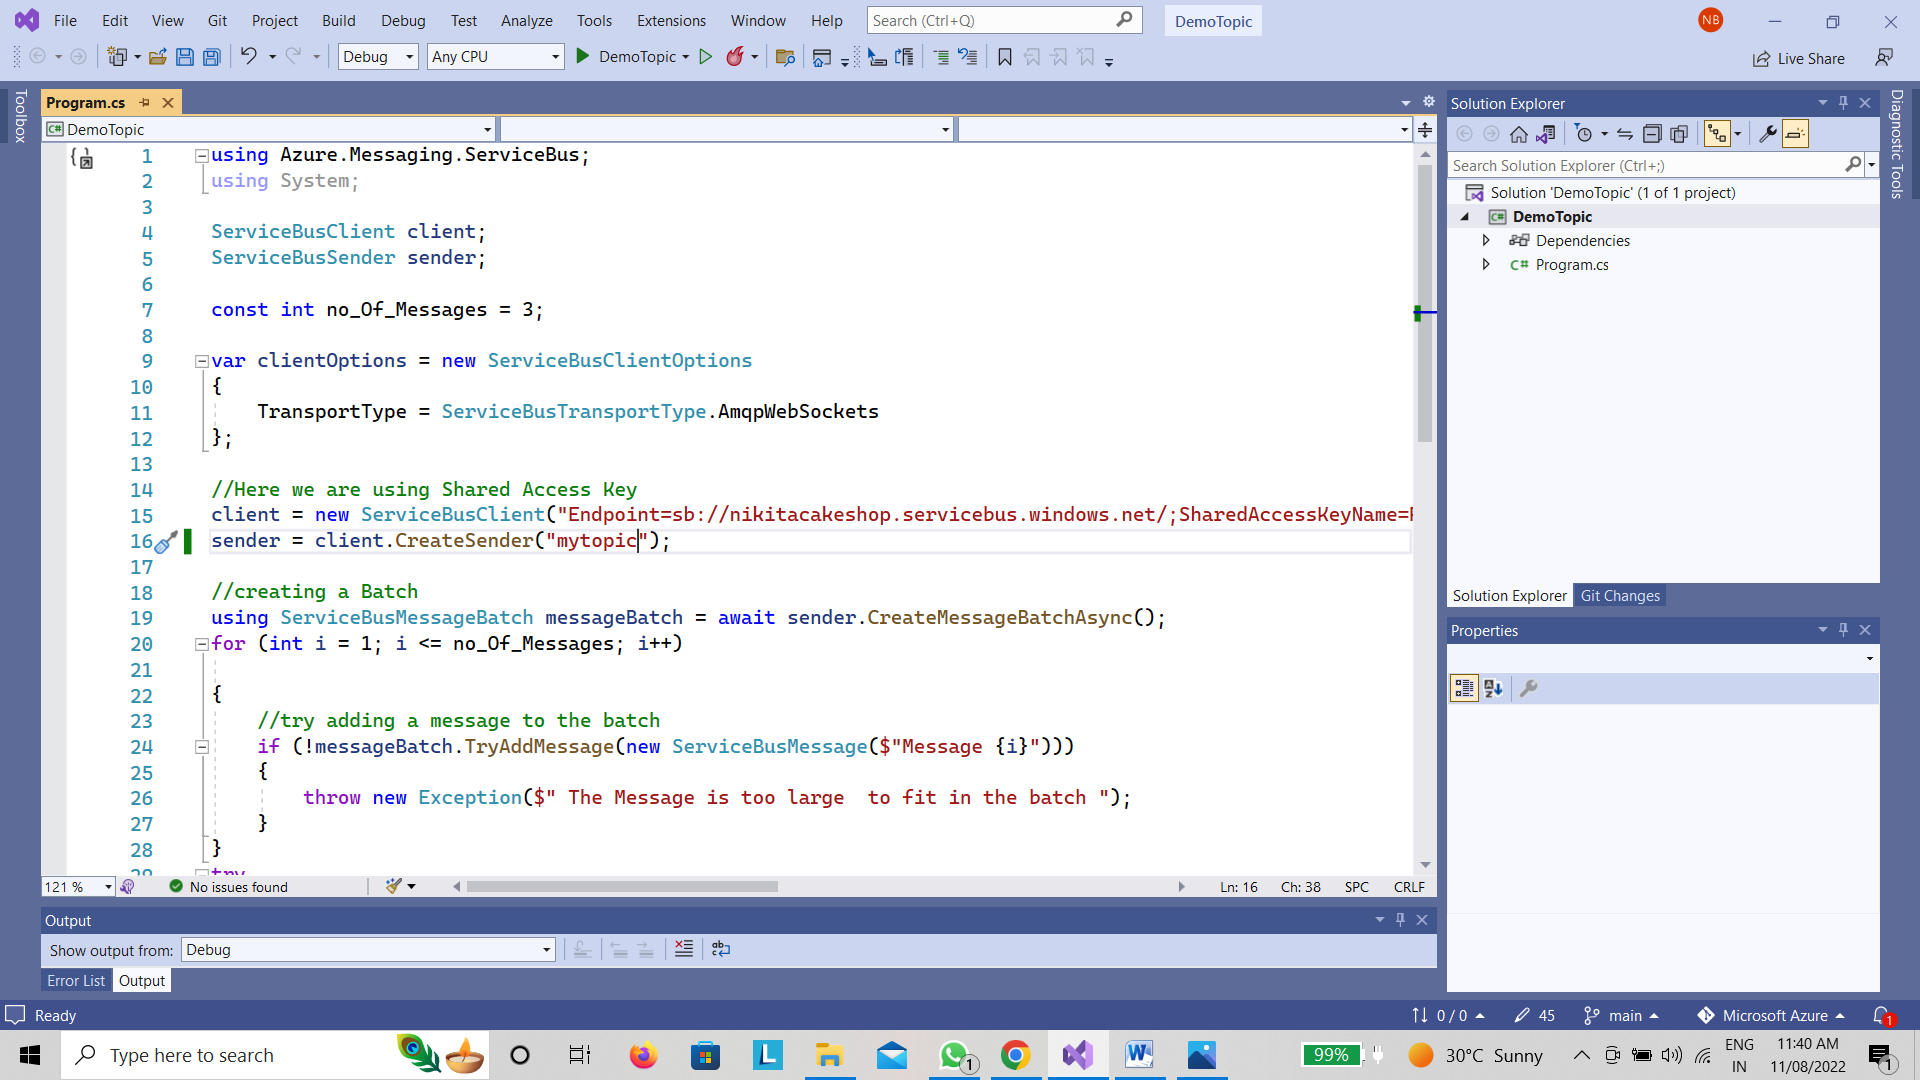 File Edit View Git Project Build Debug Test Analyze Tools Extensions Window Help Search (Ctrl+Q) DemoTopic NB
Debug Any CPU DemoTopic Live Share
Toolbox
Program.cs
DemoTopic
1 using Azure.Messaging.ServiceBus;
2 using System;
3
4 ServiceBusClient client;
5 ServiceBusSender sender;
6
7 const int no_Of_Messages = 3;
8
9 var clientOptions = new ServiceBusClientOptions
10 {
11 TransportType = ServiceBusTransportType.AmqpWebSockets
12 };
13
14 //Here we are using Shared Access Key
15 client = new ServiceBusClient("Endpoint=sb://nikitacakeshop.servicebus.windows.net/;SharedAccessKeyName=
16 sender = client.CreateSender("mytopic");
17
18 //creating a Batch
19 using ServiceBusMessageBatch messageBatch = await sender.CreateMessageBatchAsync();
20 for (int i = 1; i <= no_Of_Messages; i++)
21
22 {
23 //try adding a message to the batch
24 if (!messageBatch.TryAddMessage(new ServiceBusMessage($"Message {i}")))
25 {
26 throw new Exception($" The Message is too large  to fit in the batch ");
27 }
28 }
29 try
121 % No issues found Ln: 16 Ch: 38 SPC CRLF
Output
Show output from: Debug
Error List Output
Solution Explorer
Search Solution Explorer (Ctrl+;)
Solution 'DemoTopic' (1 of 1 project)
DemoTopic
Dependencies
C# Program.cs
Solution Explorer Git Changes
Properties
Diagnostic Tools
Ready 0 / 0 45 main Microsoft Azure 1
Type here to search 1 99% 30°C Sunny ENG IN 11:40 AM 11/08/2022 1